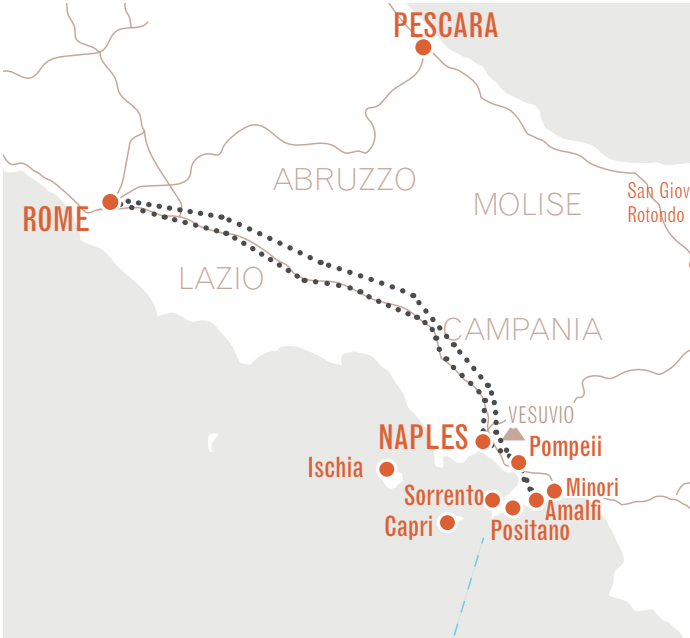 PESCARA
ABRUZZO
MOLISE
San Giov
Rotondo
ROME
LAZIO
CAMPANIA
VESUVIO
NAPLES
Pompeii
Ischia
Minori
Sorrento
Amalfi
Capri
Positano